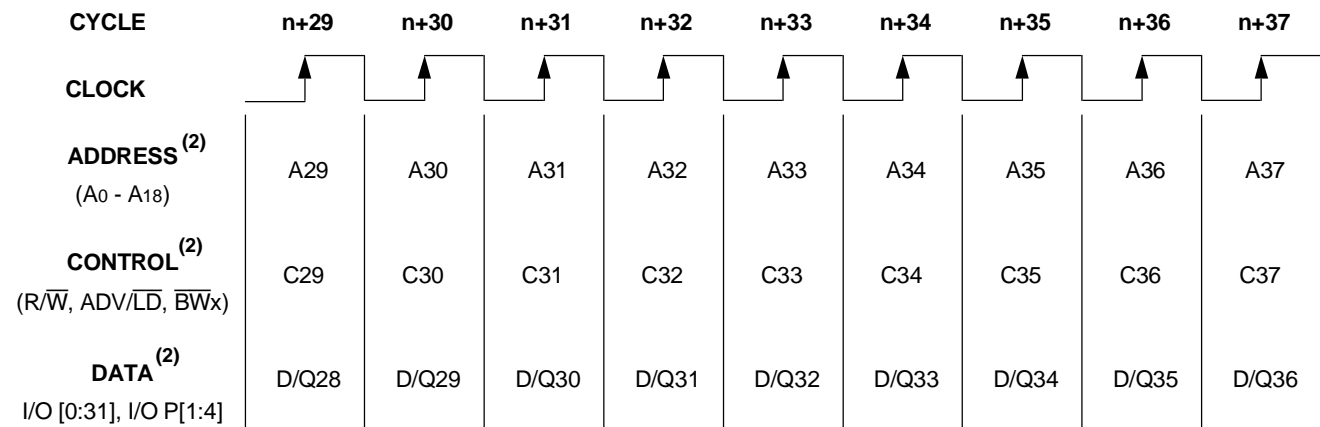 CYCLE n+29 n+30 n+31 n+32 n+33 n+34 n+35 n+36 n+37
CLOCK
ADDRESS(2) A29 A30 A31 A32 A33 A34 A35 A36 A37
(A0 - A18)
CONTROL(2) C29 C30 C31 C32 C33 C34 C35 C36 C37
(R/W̅, ADV/L̅D̅, B̅W̅x)
DATA(2) D/Q28 D/Q29 D/Q30 D/Q31 D/Q32 D/Q33 D/Q34 D/Q35 D/Q36
I/O [0:31], I/O P[1:4]